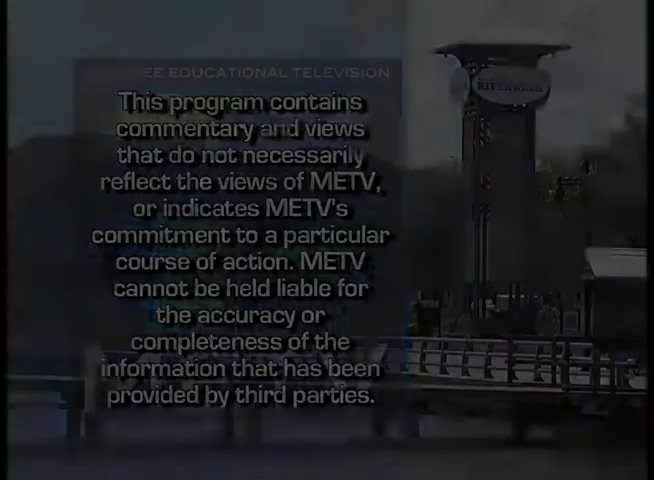 EE EDUCATIONAL TELEVISION
This program contains
commentary and views
that do not necessarily
reflect the views of METV,
or indicates METV's
commitment to a particular
course of action. METV
cannot be held liable for
the accuracy or
completeness of the
information that has been
provided by third parties.
RIVERWALK